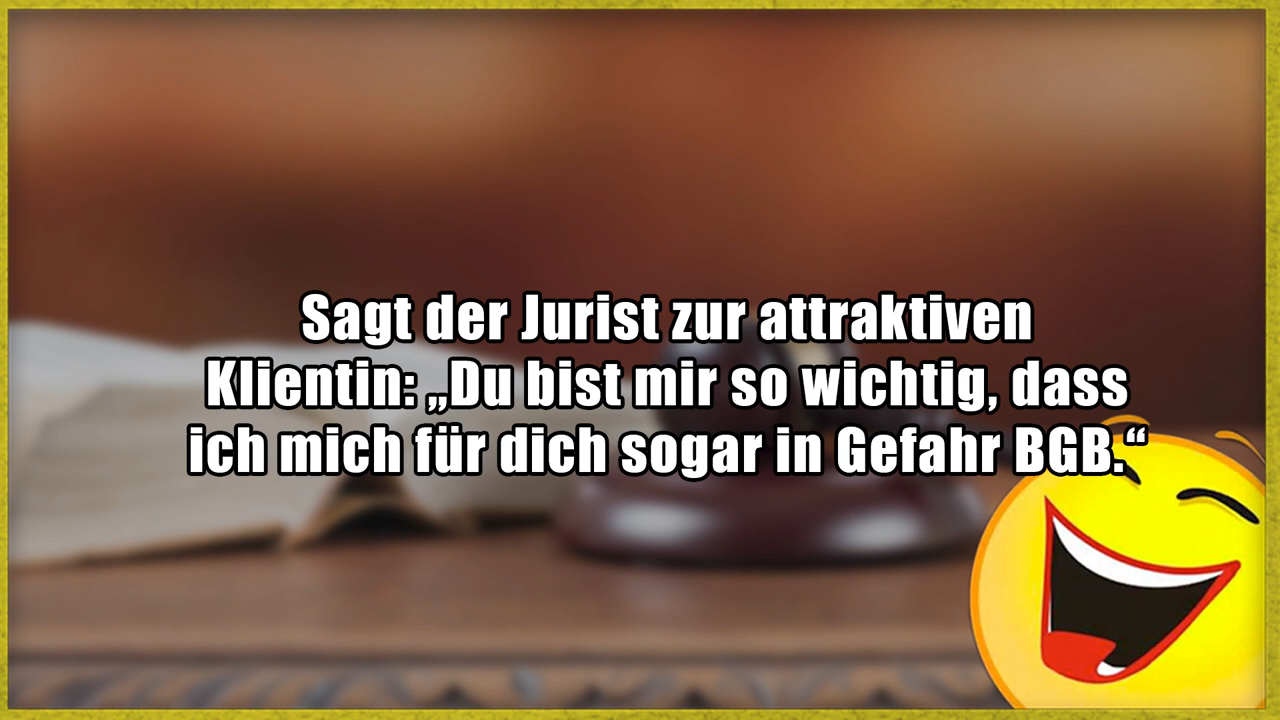 Sagt der Jurist zur attraktiven
Klientin: „Du bist mir so wichtig, dass
ich mich für dich sogar in Gefahr BGB.“